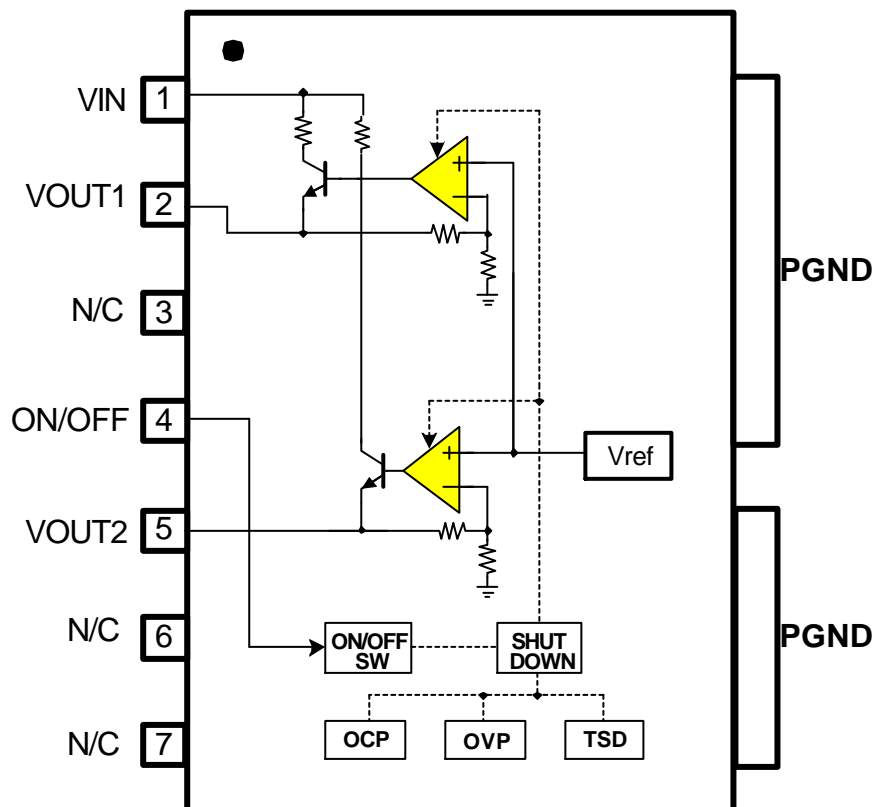 VIN 1
VOUT1 2
N/C 3
ON/OFF 4
VOUT2 5
N/C 6
N/C 7
+
−
+
−
Vref
ON/OFF
SW
SHUT
DOWN
OCP
OVP
TSD
PGND
PGND